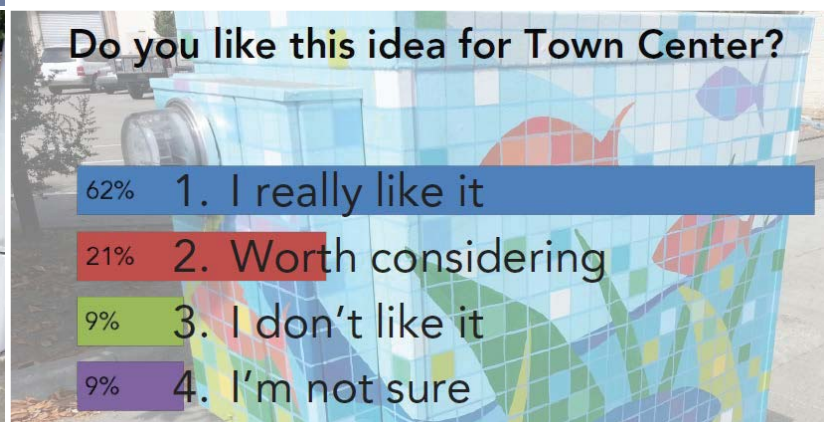 Do you like this idea for Town Center?
62% 1. I really like it
21% 2. Worth considering
9% 3. I don't like it
9% 4. I'm not sure